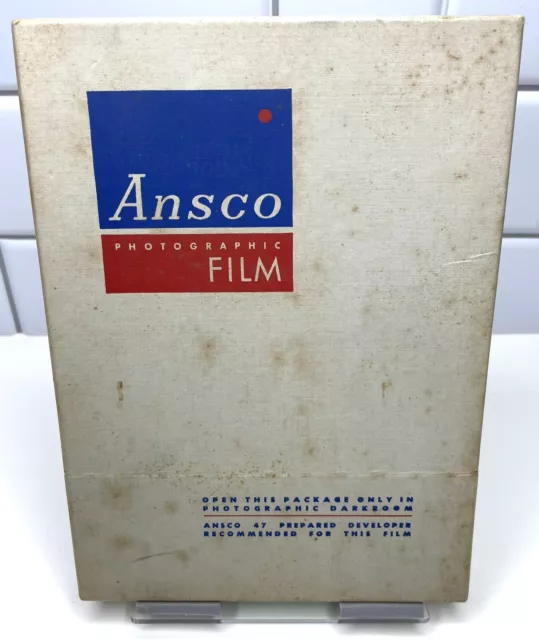 Ansco
PHOTOGRAPHIC
FILM
OPEN THIS PACKAGE ONLY IN
PHOTOGRAPHIC DARKROOM
ANSCO 47 PREPARED DEVELOPER
RECOMMENDED FOR THIS FILM